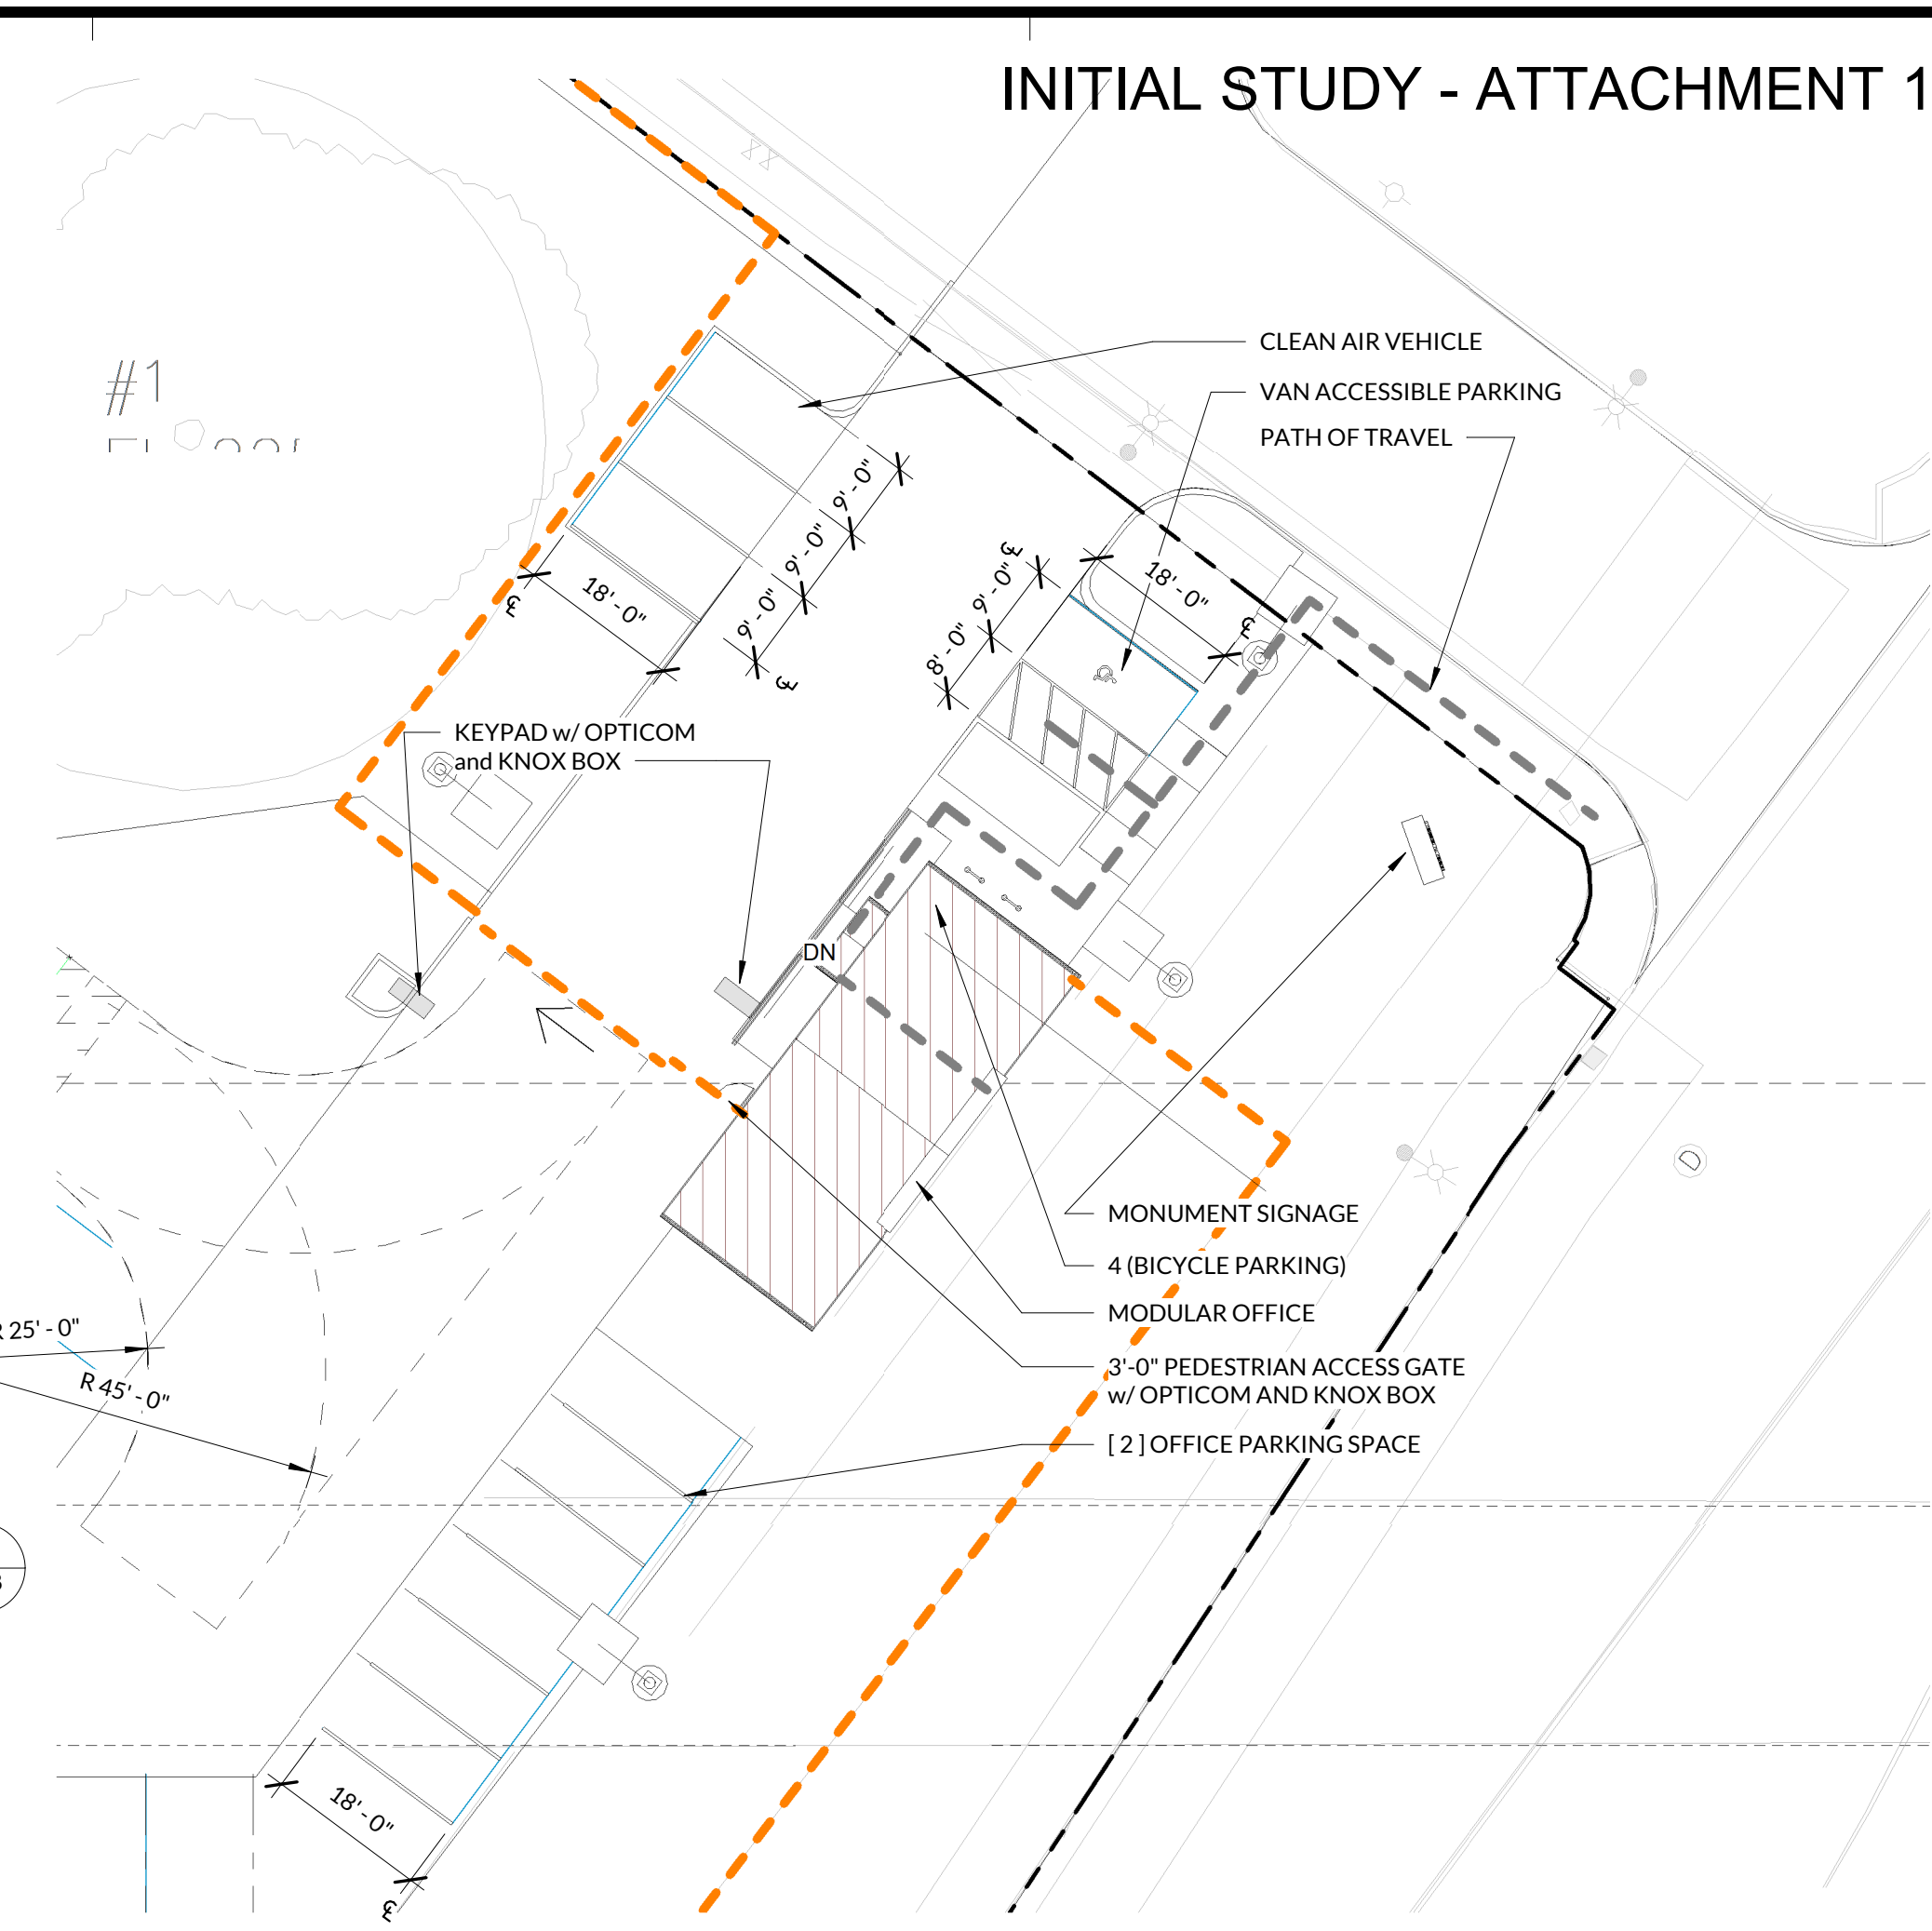 INITIAL STUDY - ATTACHMENT 1
#1
CLEAN AIR VEHICLE
VAN ACCESSIBLE PARKING
PATH OF TRAVEL
9' - 0"
9' - 0"
9' - 0"
18' - 0"
8' - 0"
9' - 0"
18' - 0"
KEYPAD w/ OPTICOM
and KNOX BOX
DN
D
MONUMENT SIGNAGE
4 (BICYCLE PARKING)
MODULAR OFFICE
3'-0" PEDESTRIAN ACCESS GATE
w/ OPTICOM AND KNOX BOX
[ 2 ] OFFICE PARKING SPACE
R 25' - 0"
R 45' - 0"
18' - 0"